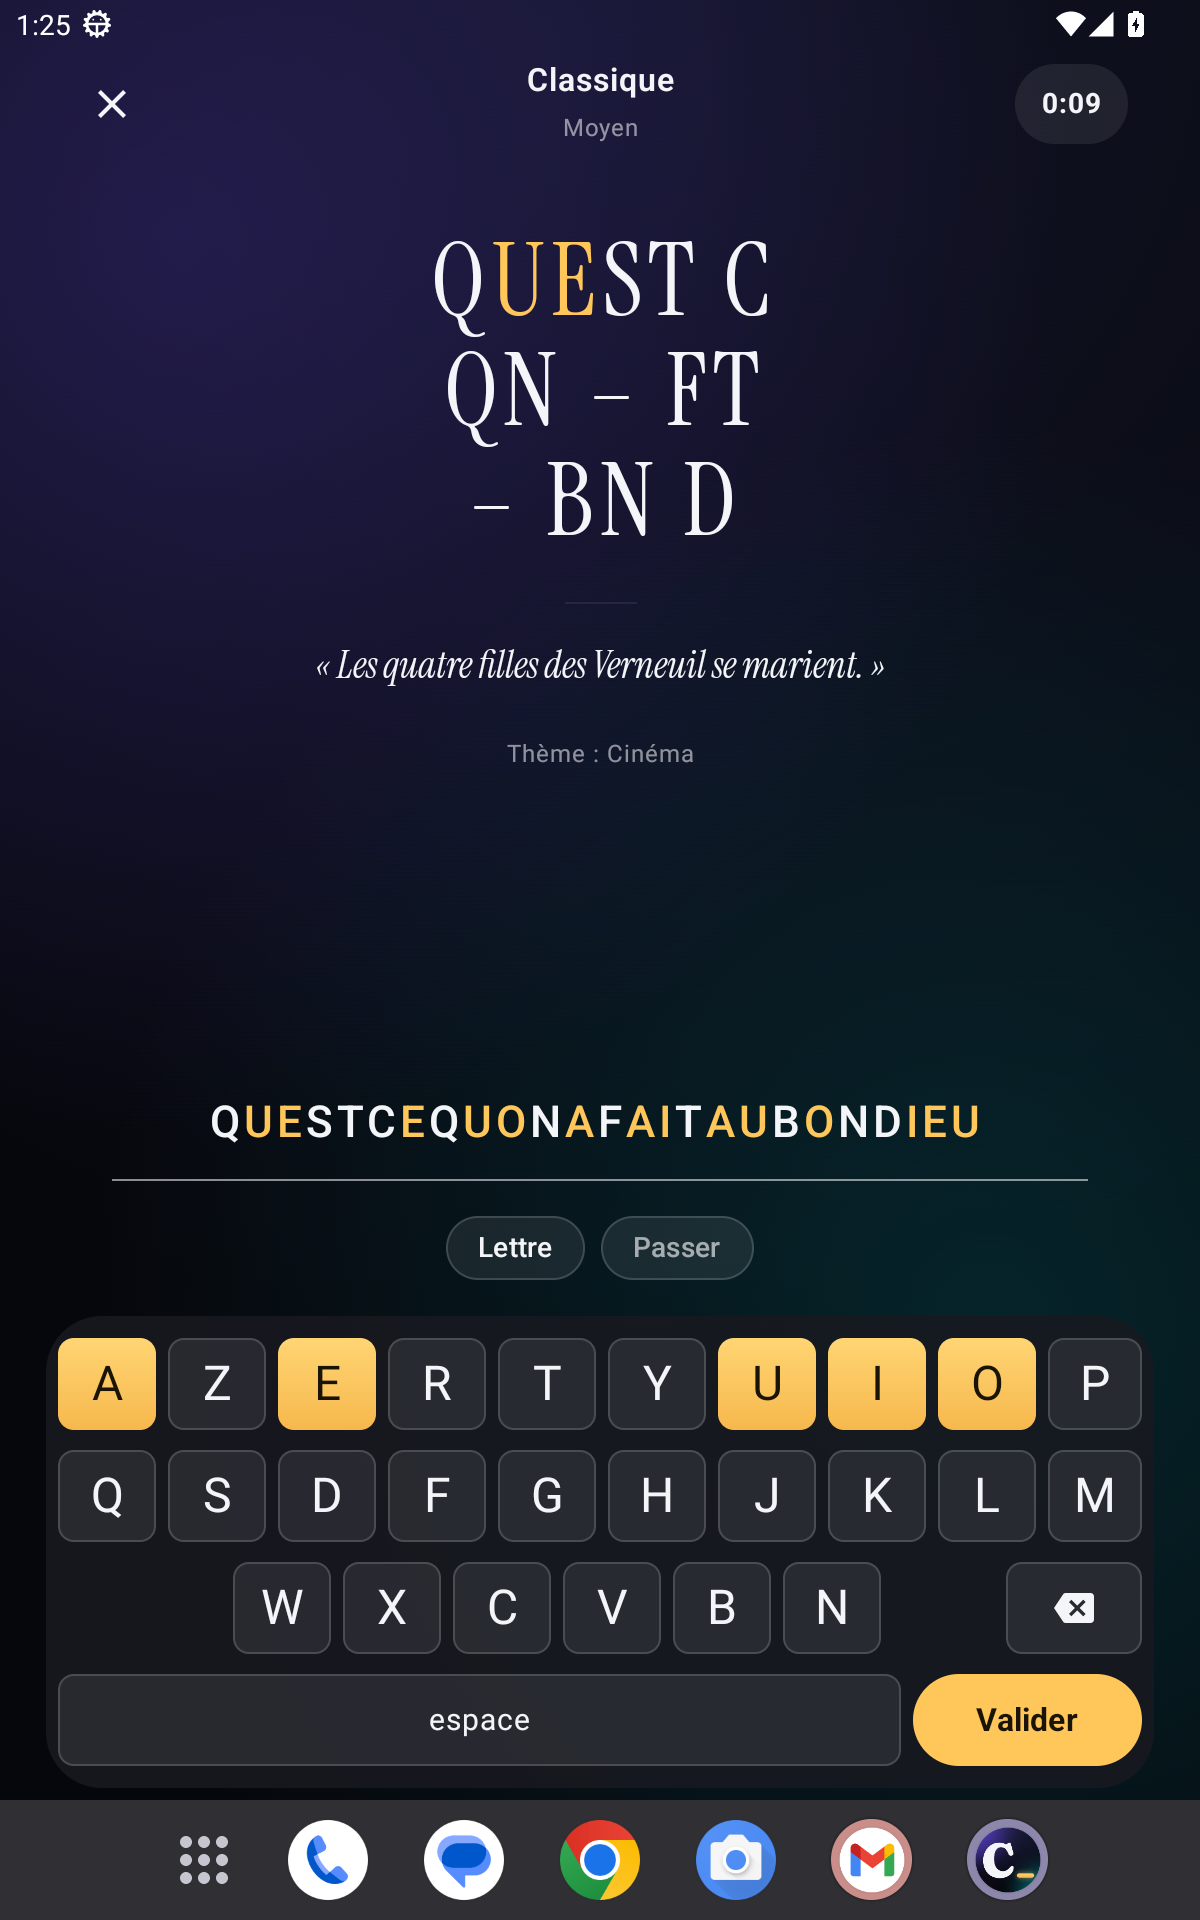 1:25
Classique
Moyen
0:09
QUEST C
QN – FT
– BN D
« Les quatre filles des Verneuil se marient. »
Thème : Cinéma
QUESTCEQUONAFAITAUBONDIEU
Lettre Passer
A Z E R T Y U I O P
Q S D F G H J K L M
W X C V B N
espace Valider
C_